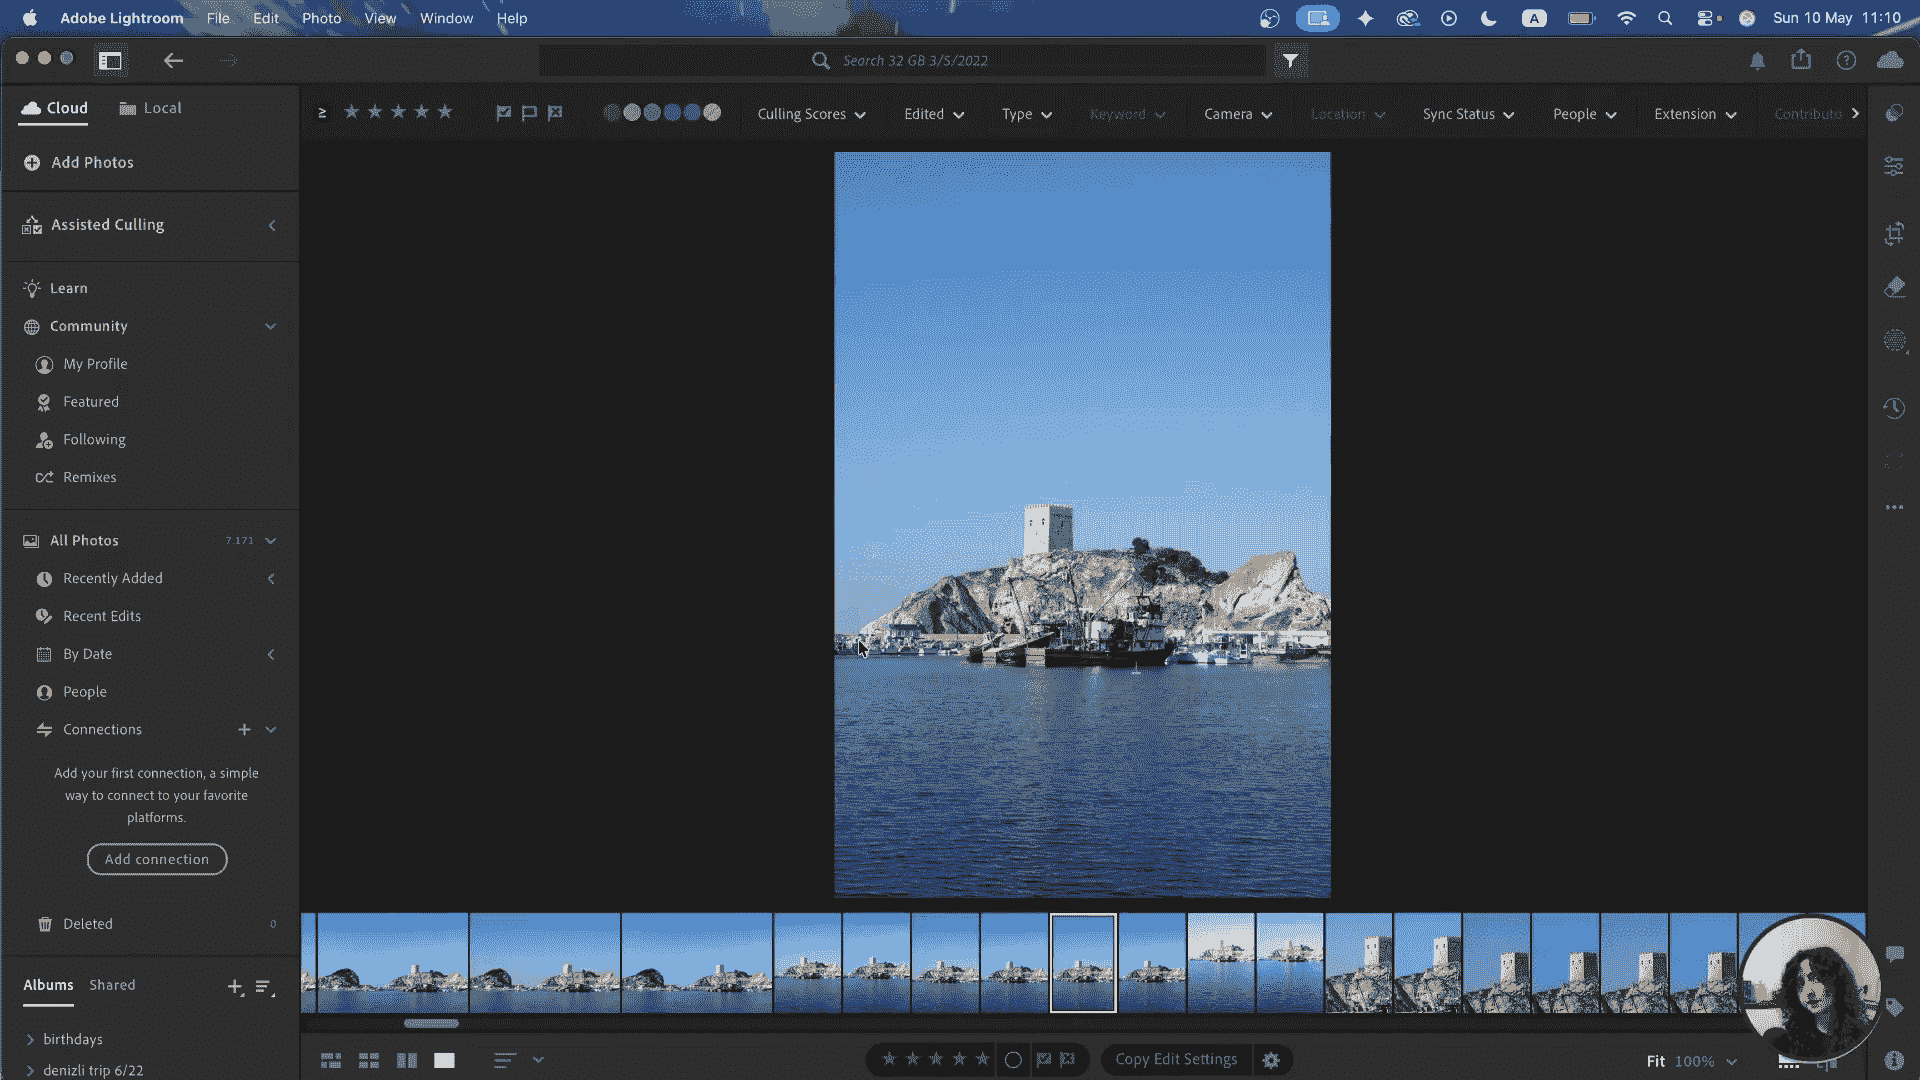 Adobe Lightroom File Edit Photo View Window Help
A Sun 10 May 11:10
Search 32 GB 3/5/2022
Cloud Local
≥ Culling Scores Edited Type Keyword Camera Location Sync Status People Extension Contributo
Add Photos
Assisted Culling
Learn
Community
My Profile
Featured
Following
Remixes
All Photos 7.171
Recently Added
Recent Edits
By Date
People
Connections
Add your first connection, a simple
way to connect to your favorite
platforms.
Add connection
Deleted 0
Albums Shared
birthdays
denizli trip 6/22
Copy Edit Settings
Fit 100%